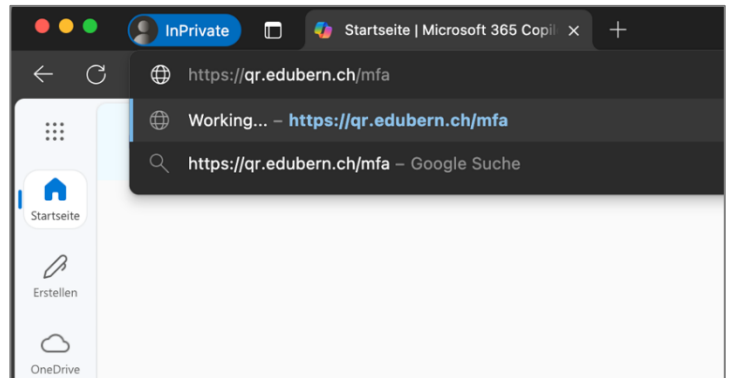 InPrivate
Startseite | Microsoft 365 Copil
https://qr.edubern.ch/mfa
Working... – https://qr.edubern.ch/mfa
https://qr.edubern.ch/mfa – Google Suche
Startseite
Erstellen
OneDrive